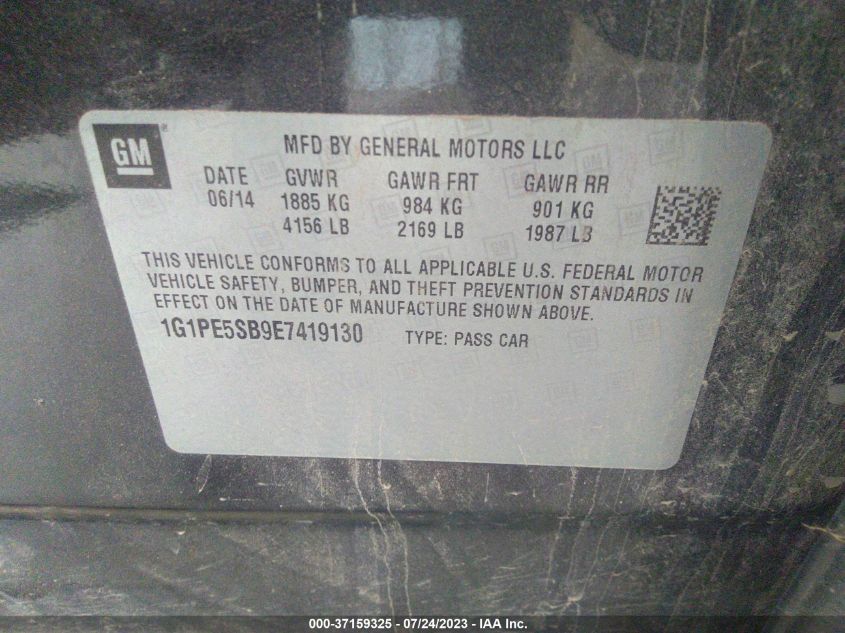 GM
MFD BY GENERAL MOTORS LLC
DATE GVWR GAWR FRT GAWR RR
06/14 1885 KG 984 KG 901 KG
4156 LB 2169 LB 1987 LB
THIS VEHICLE CONFORMS TO ALL APPLICABLE U.S. FEDERAL MOTOR
VEHICLE SAFETY, BUMPER, AND THEFT PREVENTION STANDARDS IN
EFFECT ON THE DATE OF MANUFACTURE SHOWN ABOVE.
1G1PE5SB9E7419130 TYPE: PASS CAR
000-37159325 - 07/24/2023 - IAA Inc.